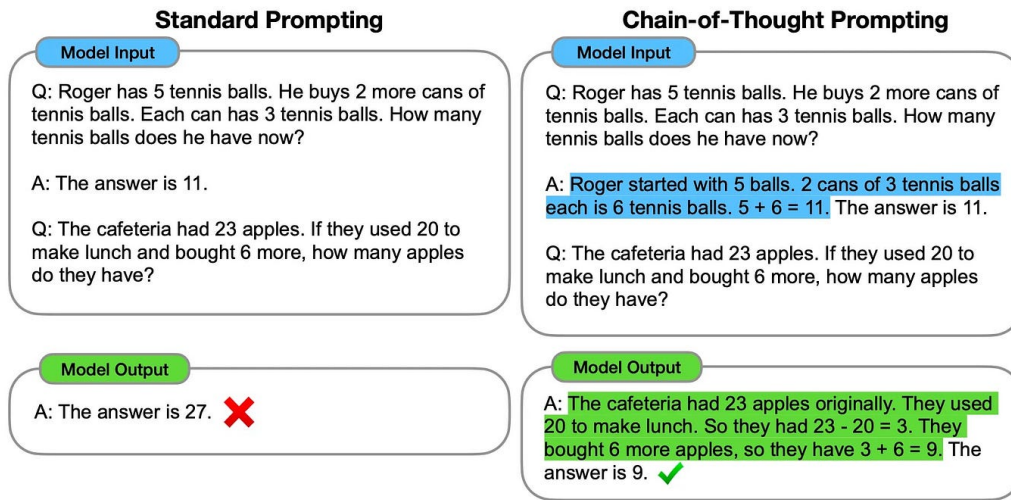 Standard Prompting
Model Input
Q: Roger has 5 tennis balls. He buys 2 more cans of
tennis balls. Each can has 3 tennis balls. How many
tennis balls does he have now?
A: The answer is 11.
Q: The cafeteria had 23 apples. If they used 20 to
make lunch and bought 6 more, how many apples
do they have?
Model Output
A: The answer is 27.
Chain-of-Thought Prompting
Model Input
Q: Roger has 5 tennis balls. He buys 2 more cans of
tennis balls. Each can has 3 tennis balls. How many
tennis balls does he have now?
A: Roger started with 5 balls. 2 cans of 3 tennis balls
each is 6 tennis balls. 5 + 6 = 11. The answer is 11.
Q: The cafeteria had 23 apples. If they used 20 to
make lunch and bought 6 more, how many apples
do they have?
Model Output
A: The cafeteria had 23 apples originally. They used
20 to make lunch. So they had 23 - 20 = 3. They
bought 6 more apples, so they have 3 + 6 = 9. The
answer is 9.